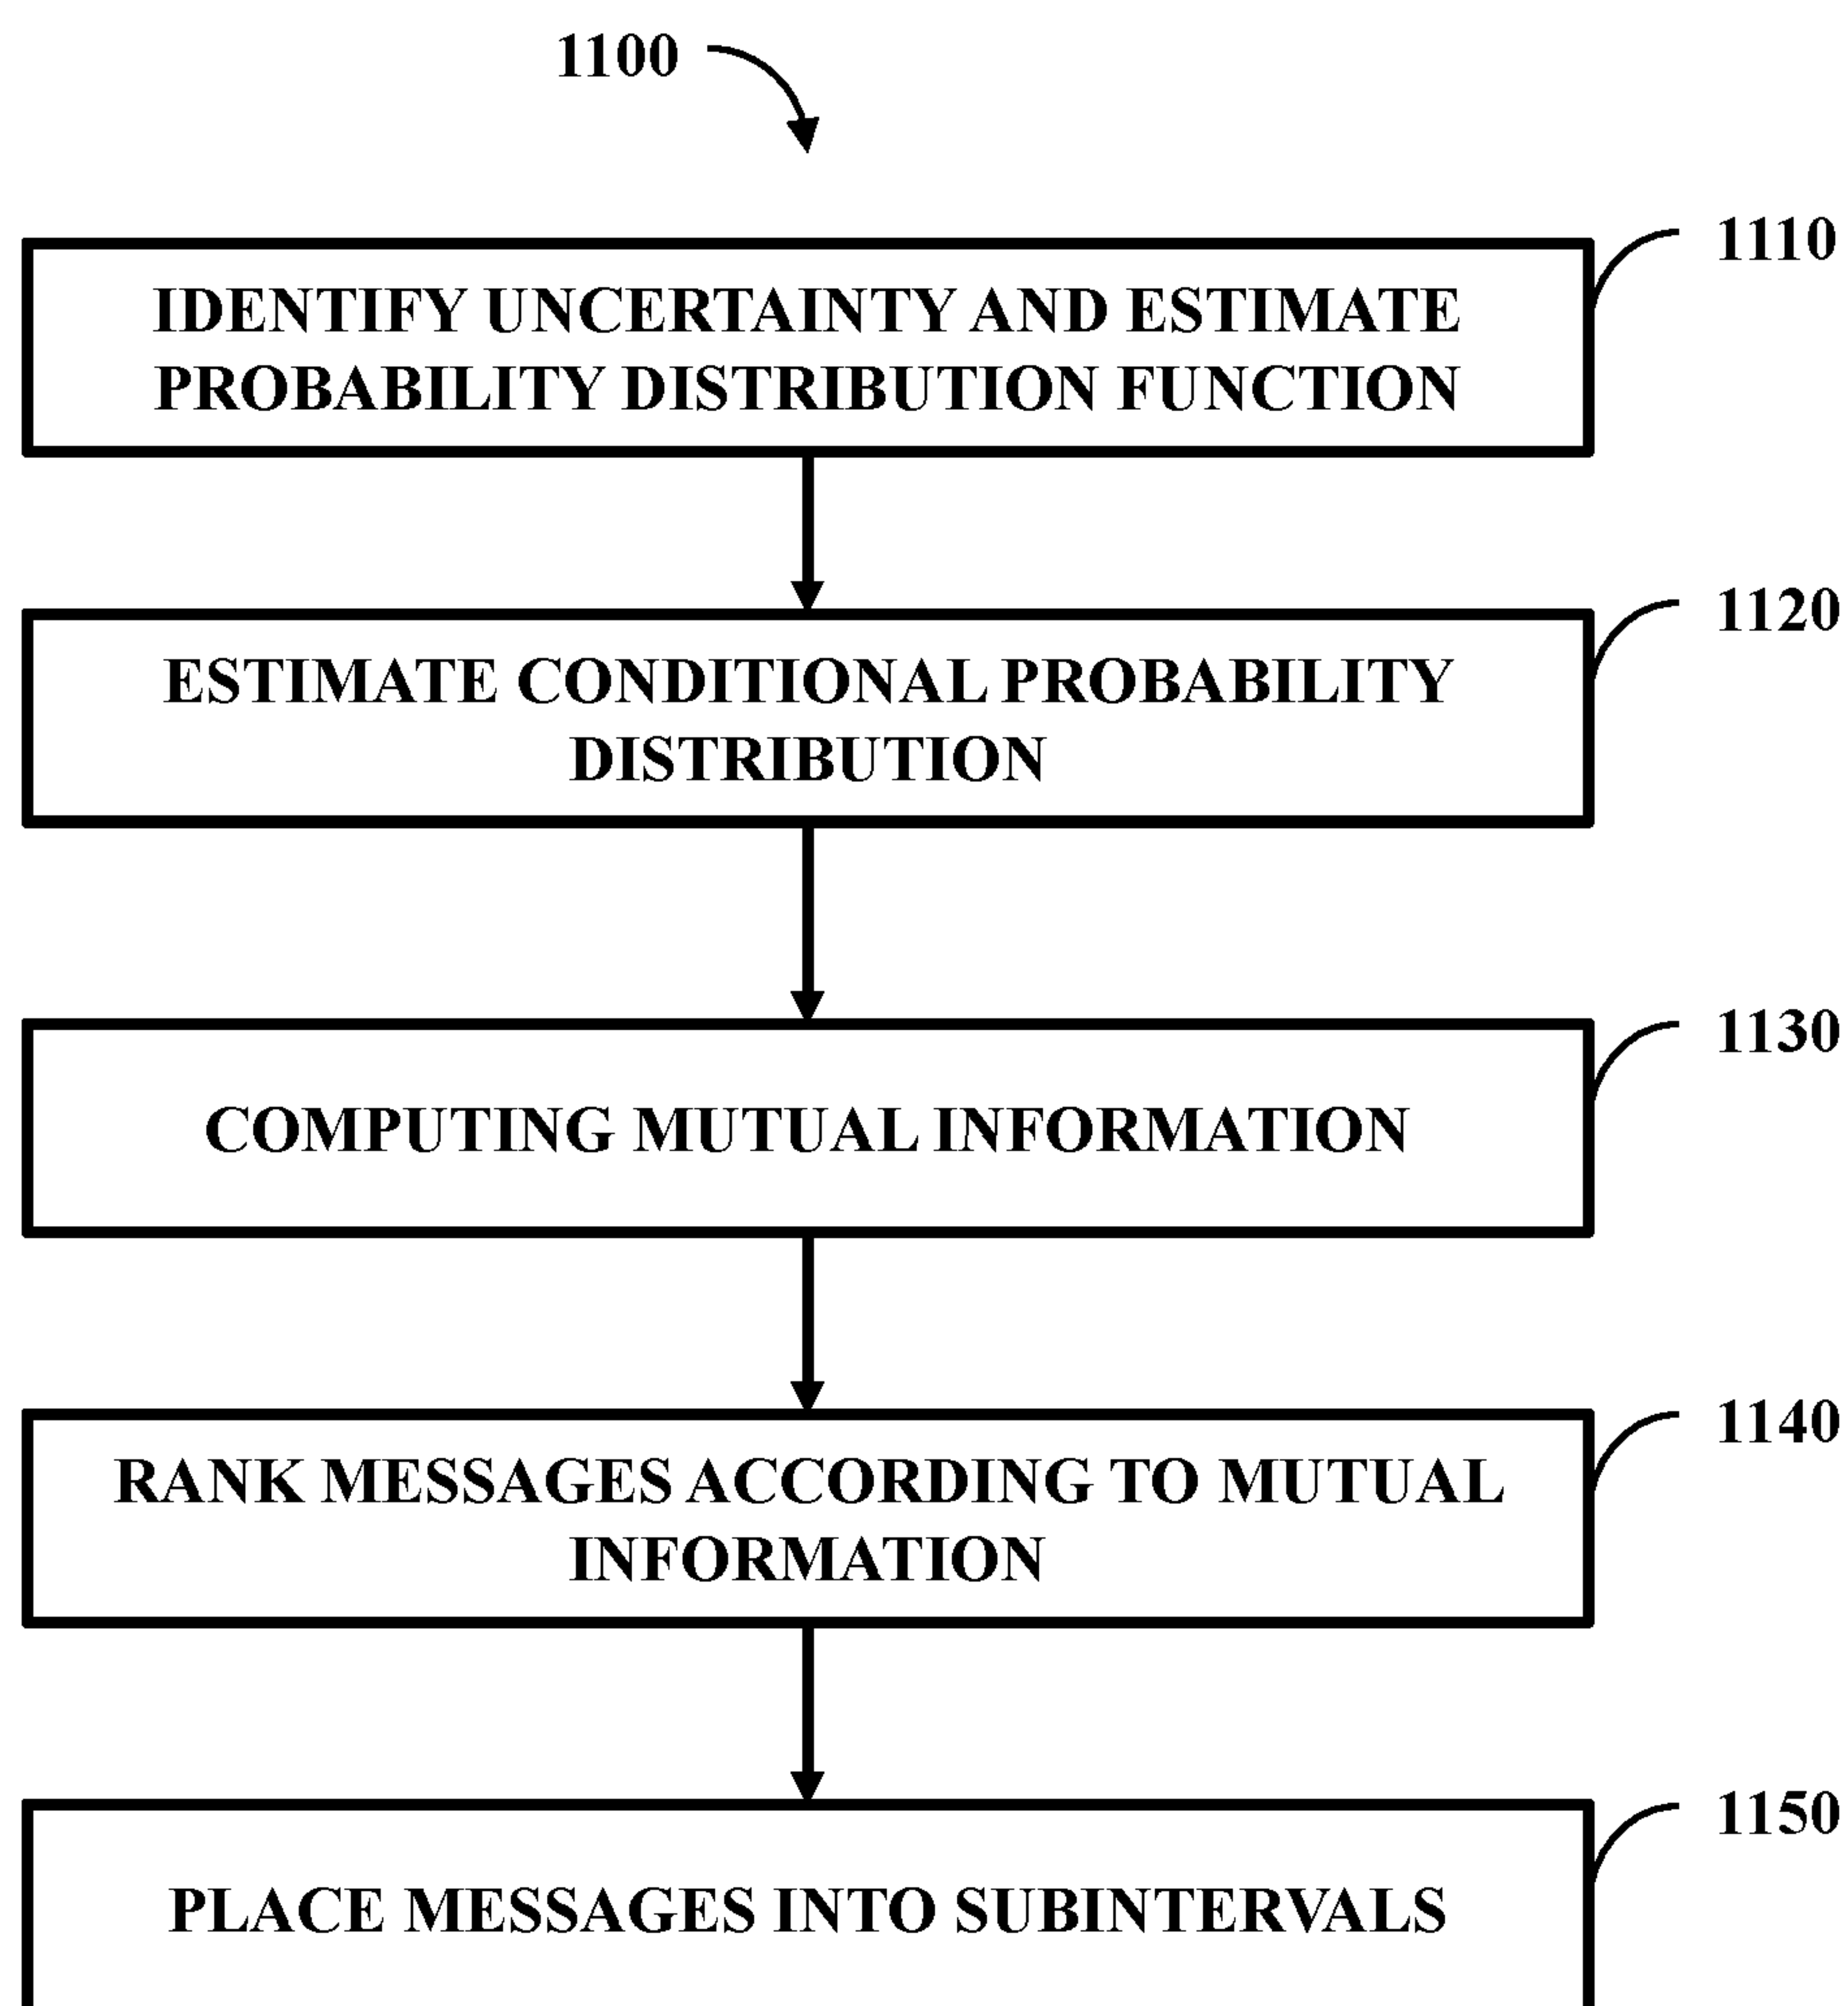 1100
1110
IDENTIFY UNCERTAINTY AND ESTIMATE
PROBABILITY DISTRIBUTION FUNCTION
1120
ESTIMATE CONDITIONAL PROBABILITY
DISTRIBUTION
1130
COMPUTING MUTUAL INFORMATION
1140
RANK MESSAGES ACCORDING TO MUTUAL
INFORMATION
1150
PLACE MESSAGES INTO SUBINTERVALS